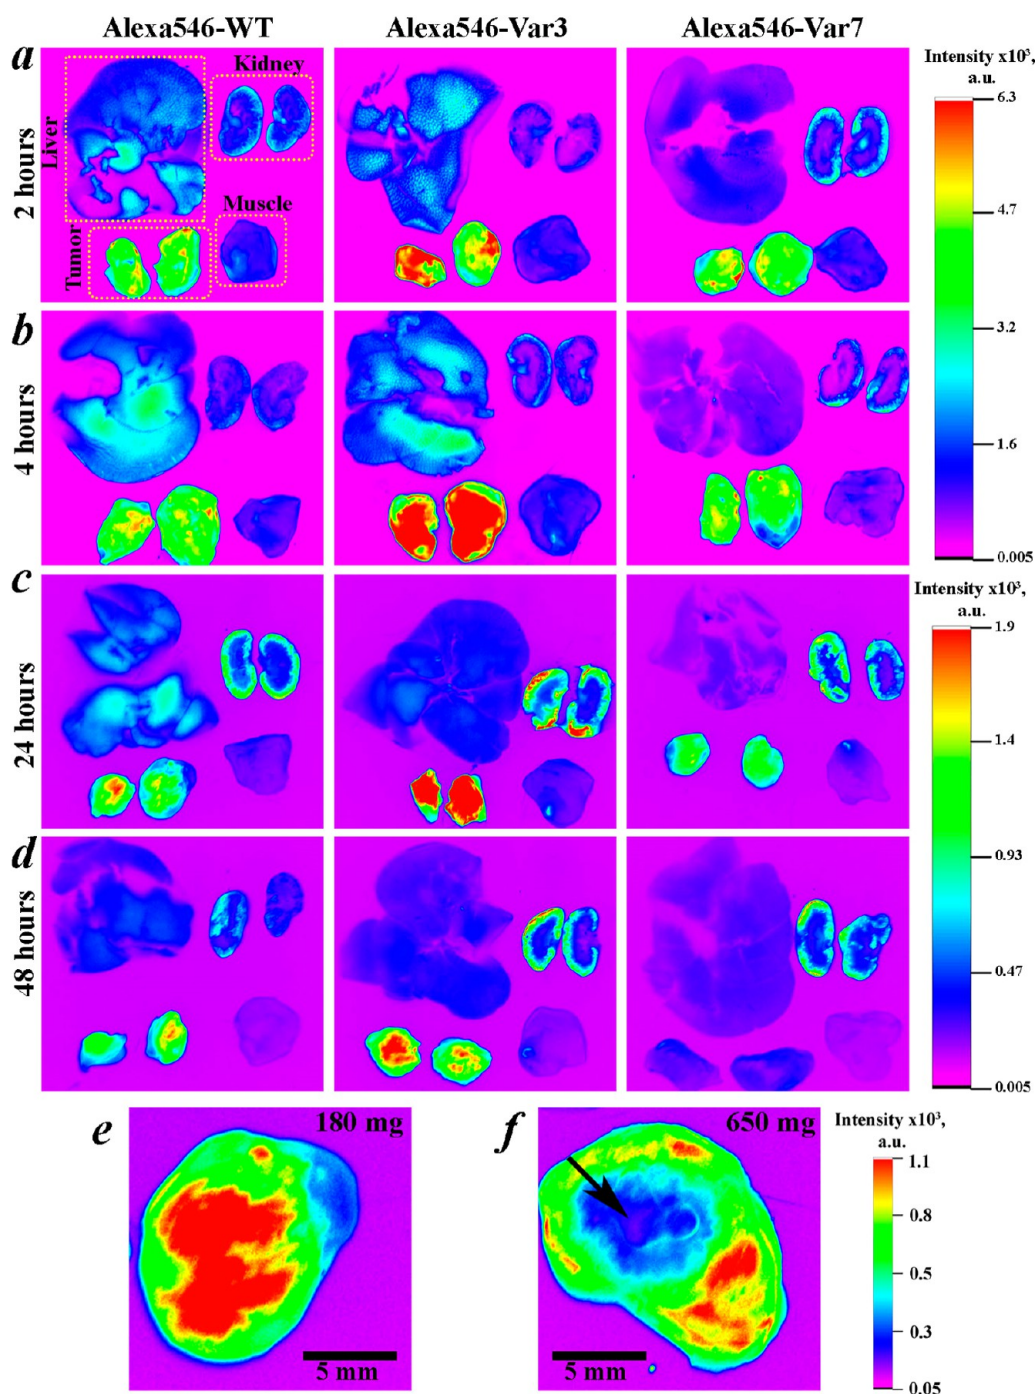 Alexa546-WT
Alexa546-Var3
Alexa546-Var7
a
2 hours
Liver
Kidney
Muscle
Tumor
Intensity x10³,
a.u.
6.3
4.7
3.2
1.6
0.005
b
4 hours
c
24 hours
Intensity x10³,
a.u.
1.9
1.4
0.93
0.47
0.005
d
48 hours
e
180 mg
5 mm
f
650 mg
5 mm
Intensity x10³,
a.u.
1.1
0.8
0.5
0.3
0.05